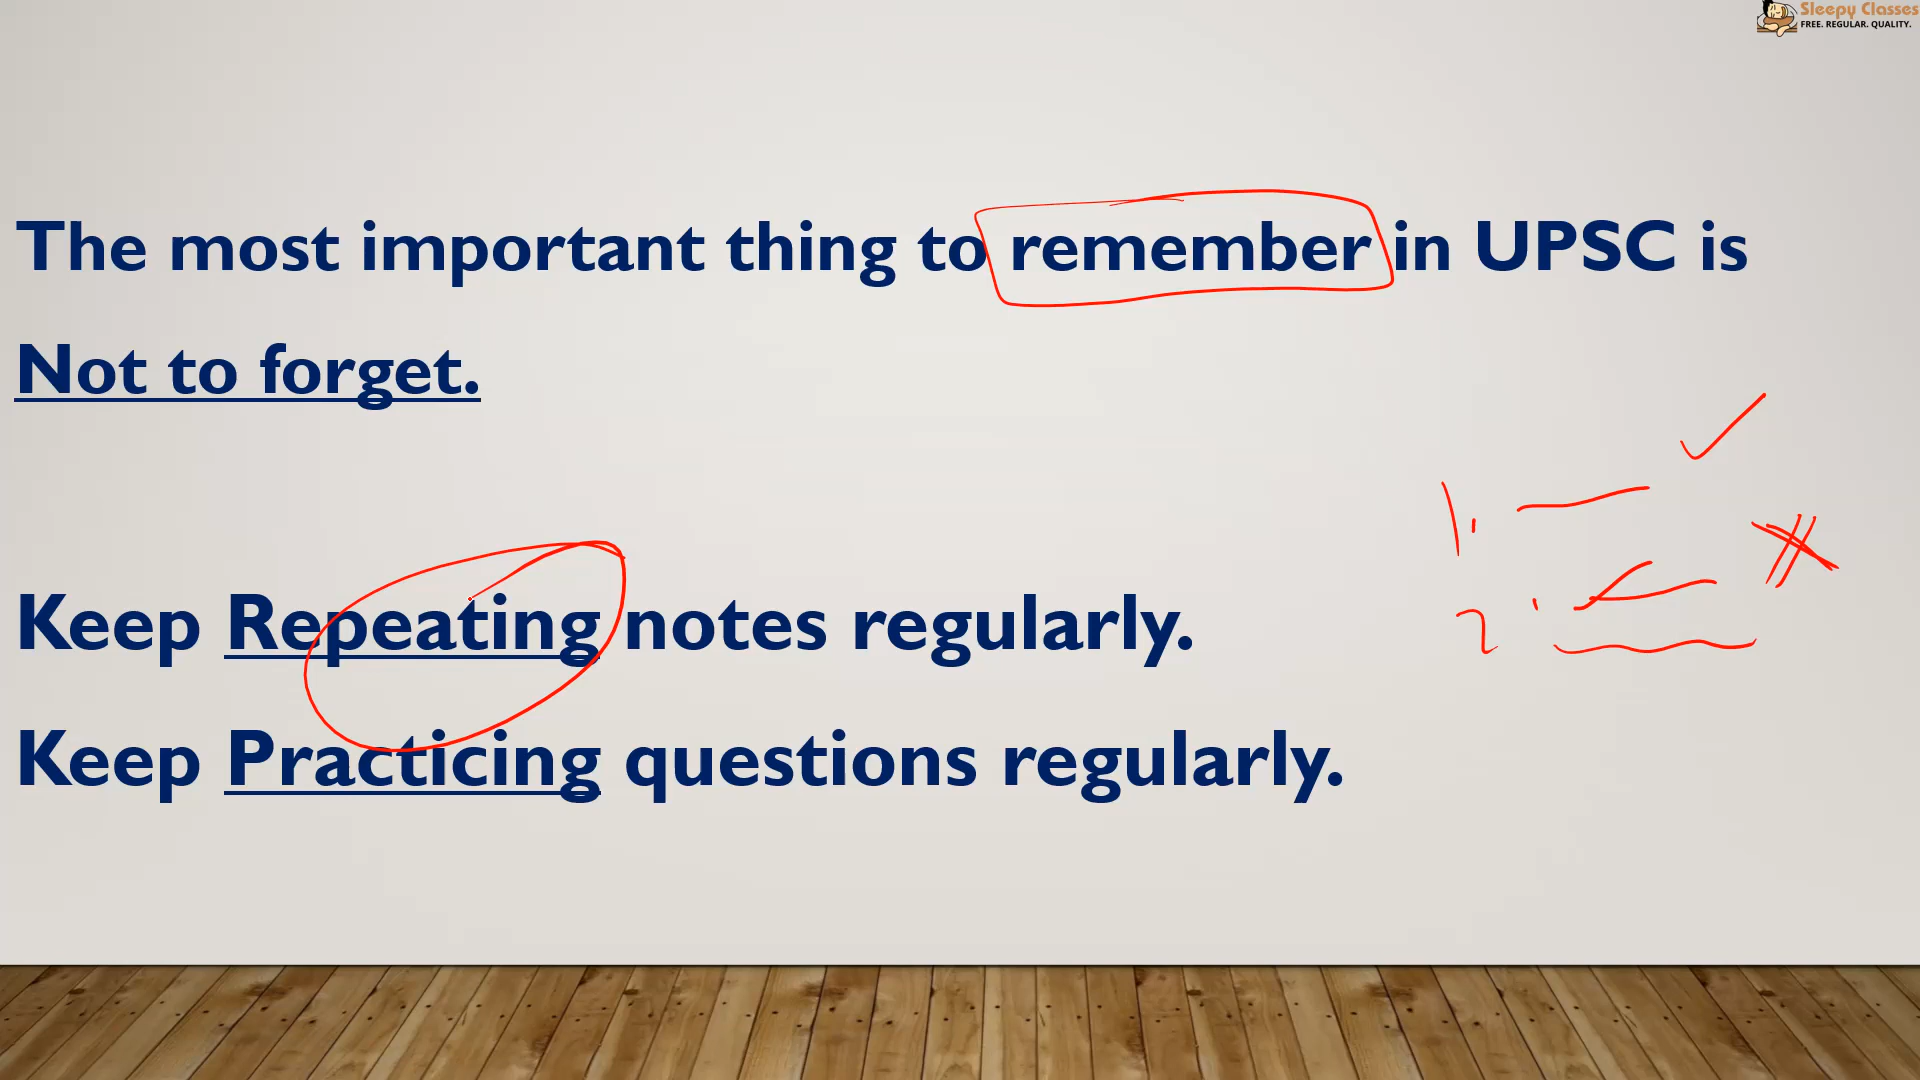 Sleepy Classes
FREE. REGULAR. QUALITY.
The most important thing to remember in UPSC is
Not to forget.
1.
2.
Keep Repeating notes regularly.
Keep Practicing questions regularly.